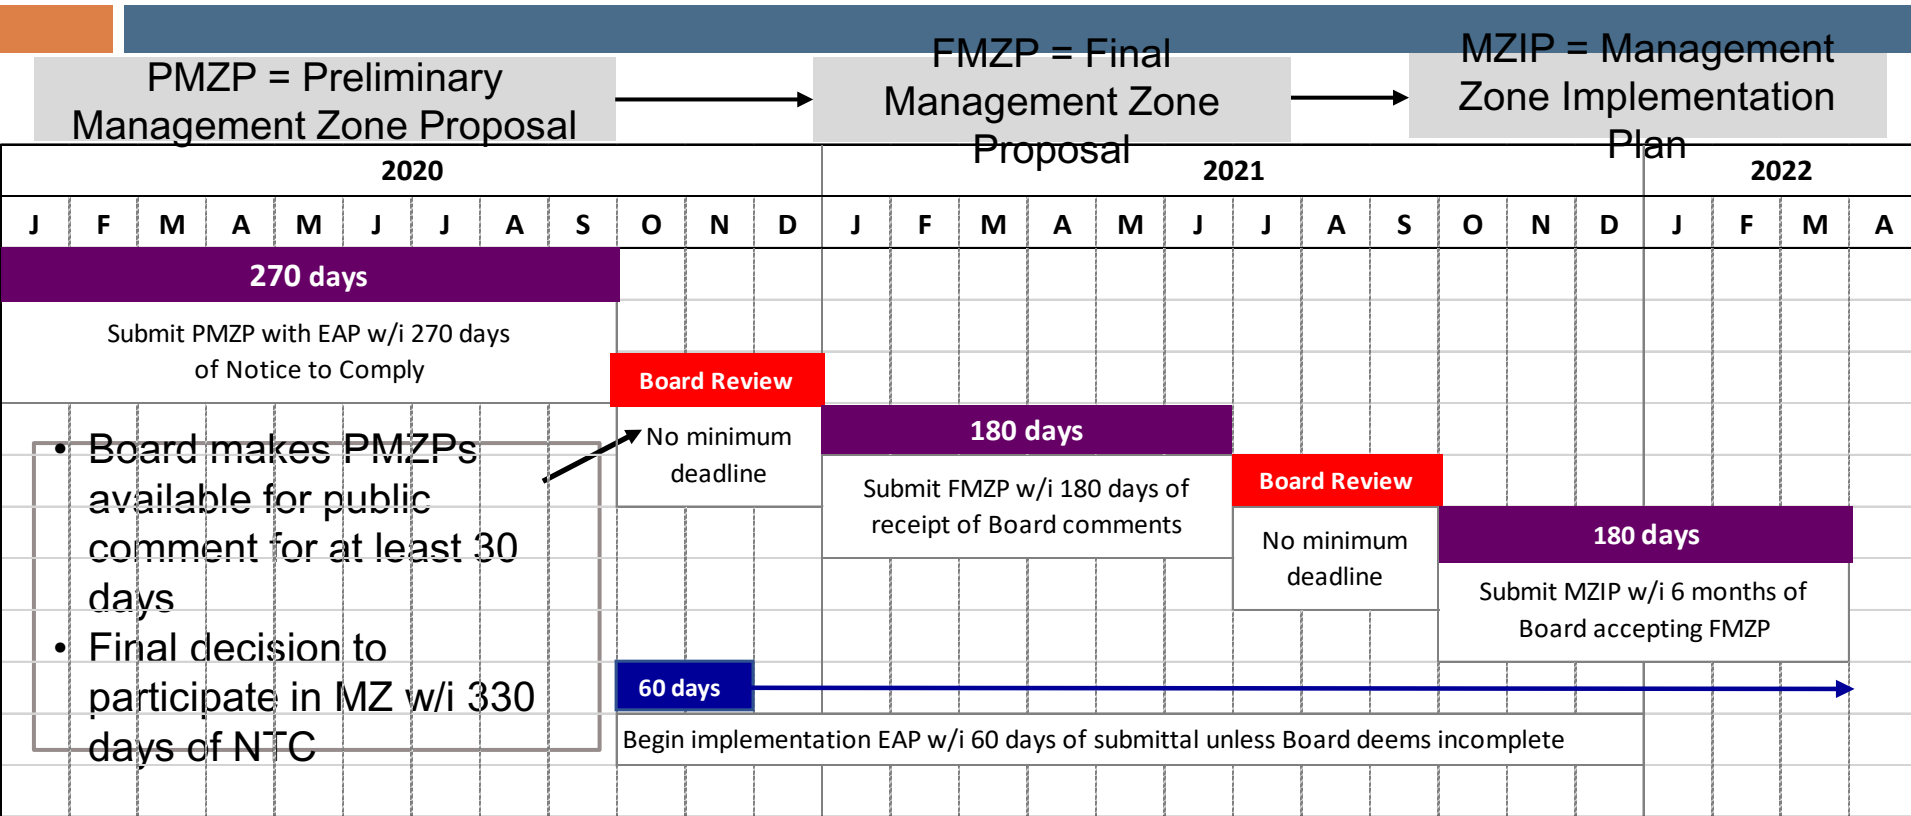 PMZP = Preliminary
Management Zone Proposal
FMZP = Final
Management Zone
Proposal
MZIP = Management
Zone Implementation
Plan
2020
2021
2022
J F M A M J J A S O N D J F M A M J J A S O N D J F M A
270 days
Submit PMZP with EAP w/i 270 days
of Notice to Comply
Board Review
No minimum
deadline
180 days
Submit FMZP w/i 180 days of
receipt of Board comments
Board Review
No minimum
deadline
180 days
Submit MZIP w/i 6 months of
Board accepting FMZP
• Board makes PMZPs
available for public
comment for at least 30
days
• Final decision to
participate in MZ w/i 330
days of NTC
60 days
Begin implementation EAP w/i 60 days of submittal unless Board deems incomplete